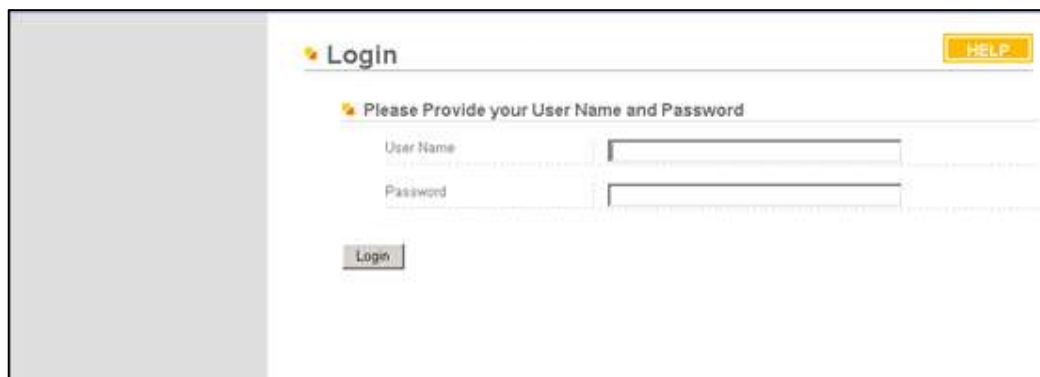 Login
HELP
Please Provide your User Name and Password
User Name
Password
Login